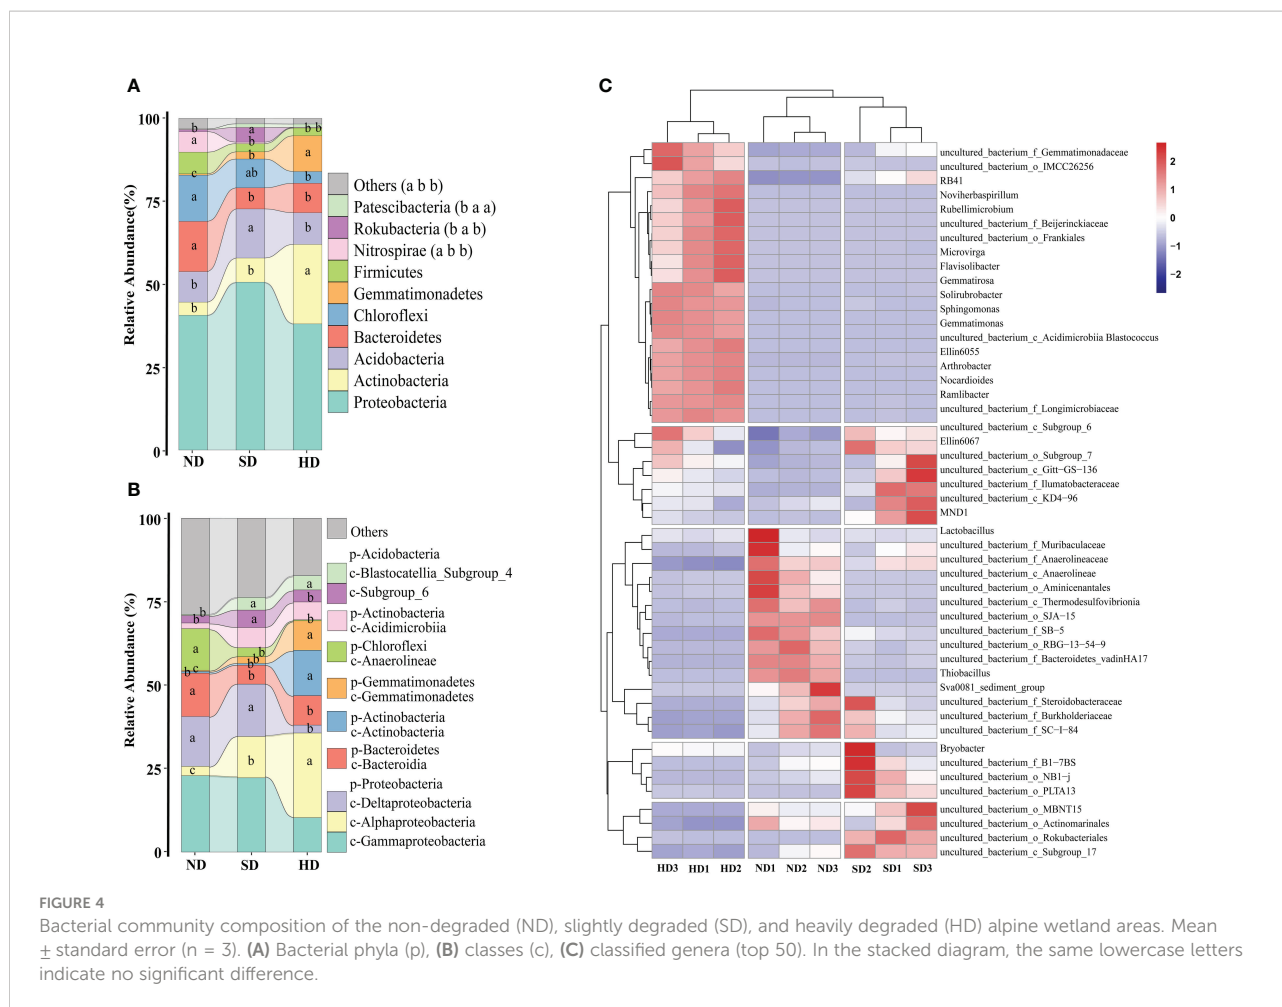 A
Relative Abundance(%)
100
75
50
25
0
b
a
c
a
a
b
b
a
b
b
ab
b
a
b
b b
a
b
b
b
a
ND
SD
HD
Others (a b b)
Patescibacteria (b a a)
Rokubacteria (b a b)
Nitrospirae (a b b)
Firmicutes
Gemmatimonadetes
Chloroflexi
Bacteroidetes
Acidobacteria
Actinobacteria
Proteobacteria
B
Relative Abundance (%)
100
75
50
25
0
b
b
a
c
b
a
a
c
a
a
b
b
b
b
a
b
a
b
b
a
b
b
a
ND
SD
HD
Others
p-Acidobacteria
c-Blastocatellia_Subgroup_4
c-Subgroup_6
p-Actinobacteria
c-Acidimicrobiia
p-Chloroflexi
c-Anaerolineae
p-Gemmatimonadetes
c-Gemmatimonadetes
p-Actinobacteria
c-Actinobacteria
p-Bacteroidetes
c-Bacteroidia
p-Proteobacteria
c-Deltaproteobacteria
c-Alphaproteobacteria
c-Gammaproteobacteria
C
uncultured_bacterium_f_Gemmatimonadaceae
uncultured_bacterium_o_IMCC26256
RB41
Noviherbaspirillum
Rubellimicrobium
uncultured_bacterium_f_Beijerinckiaceae
uncultured_bacterium_o_Frankiales
Microvirga
Flavisolibacter
Gemmatirosa
Solirubrobacter
Sphingomonas
Gemmatimonas
uncultured_bacterium_c_Acidimicrobiia Blastococcus
Ellin6055
Arthrobacter
Nocardioides
Ramlibacter
uncultured_bacterium_f_Longimicrobiaceae
uncultured_bacterium_c_Subgroup_6
Ellin6067
uncultured_bacterium_o_Subgroup_7
uncultured_bacterium_c_Gitt−GS−136
uncultured_bacterium_f_Ilumatobacteraceae
uncultured_bacterium_c_KD4−96
MND1
Lactobacillus
uncultured_bacterium_f_Muribaculaceae
uncultured_bacterium_f_Anaerolineaceae
uncultured_bacterium_c_Anaerolineae
uncultured_bacterium_o_Aminicenantales
uncultured_bacterium_c_Thermodesulfovibrionia
uncultured_bacterium_o_SJA−15
uncultured_bacterium_f_SB−5
uncultured_bacterium_o_RBG−13−54−9
uncultured_bacterium_f_Bacteroidetes_vadinHA17
Thiobacillus
Sva0081_sediment_group
uncultured_bacterium_f_Steroidobacteraceae
uncultured_bacterium_f_Burkholderiaceae
uncultured_bacterium_f_SC−I−84
Bryobacter
uncultured_bacterium_f_B1−7BS
uncultured_bacterium_o_NB1−j
uncultured_bacterium_o_PLTA13
uncultured_bacterium_o_MBNT15
uncultured_bacterium_o_Actinomarinales
uncultured_bacterium_o_Rokubacteriales
uncultured_bacterium_c_Subgroup_17
HD3 HD1 HD2 ND1 ND2 ND3 SD2 SD1 SD3
2
1
0
−1
−2
FIGURE 4
Bacterial community composition of the non-degraded (ND), slightly degraded (SD), and heavily degraded (HD) alpine wetland areas. Mean
± standard error (n = 3). (A) Bacterial phyla (p), (B) classes (c), (C) classified genera (top 50). In the stacked diagram, the same lowercase letters
indicate no significant difference.